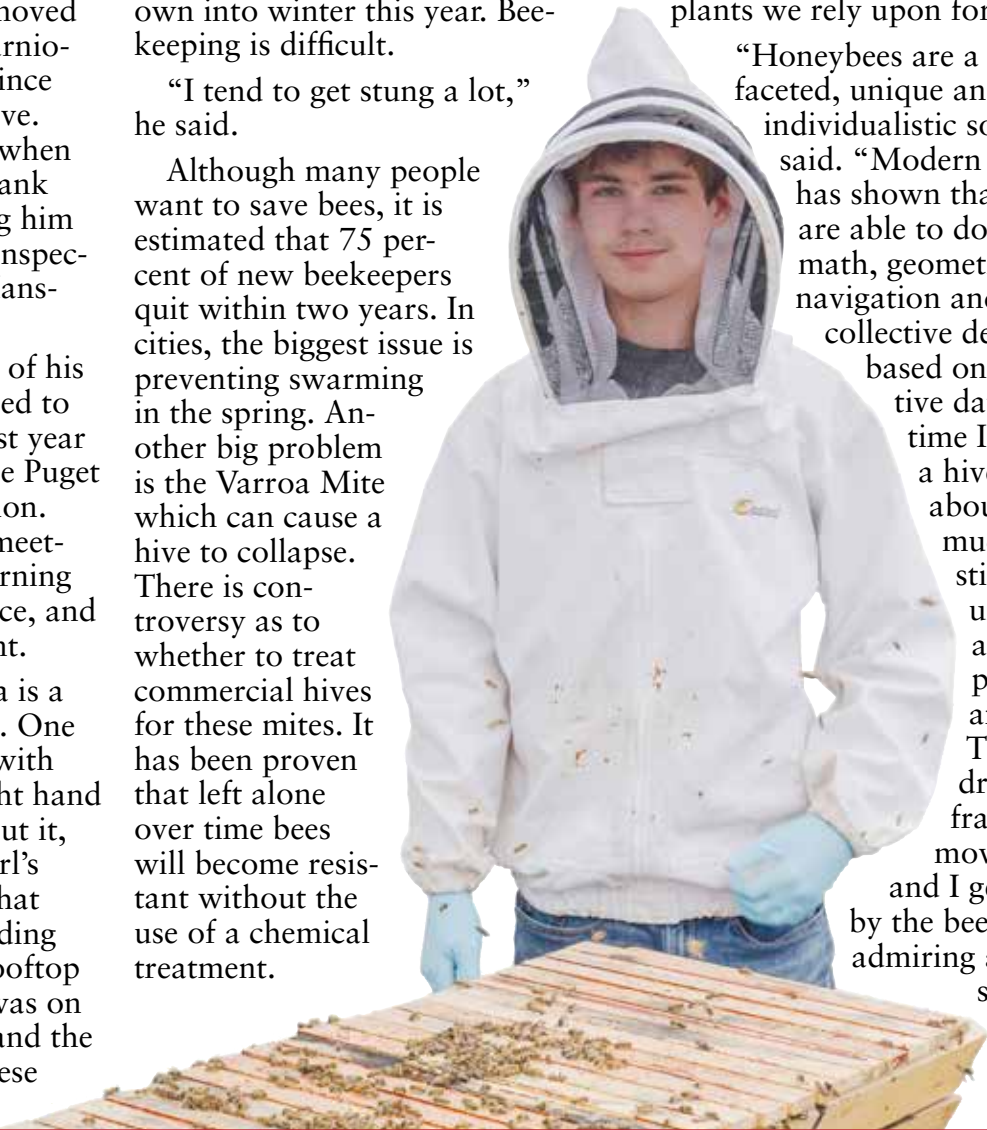 moved
rnio-
ince
ve.
when
ank
g him
nspec-
ans-
of his
ed to
st year
e Puget
on.
meet-
rning
ce, and
nt.
a is a
. One
with
ht hand
ut it,
rl’s
hat
ding
ooftop
was on
and the
ese
own into winter this year. Bee-
keeping is difficult.
“I tend to get stung a lot,”
he said.
Although many people
want to save bees, it is
estimated that 75 per-
cent of new beekeepers
quit within two years. In
cities, the biggest issue is
preventing swarming
in the spring. An-
other big problem
is the Varroa Mite
which can cause a
hive to collapse.
There is con-
troversy as to
whether to treat
commercial hives
for these mites. It
has been proven
that left alone
over time bees
will become resis-
tant without the
use of a chemical
treatment.
plants we rely upon for
“Honeybees are a
faceted, unique an
individualistic so
said. “Modern
has shown tha
are able to do
math, geomet
navigation and
collective de
based on
tive da
time I
a hive
abou
mu
sti
u
a
p
a
T
dr
fra
mov
and I ge
by the bee
admiring a
s